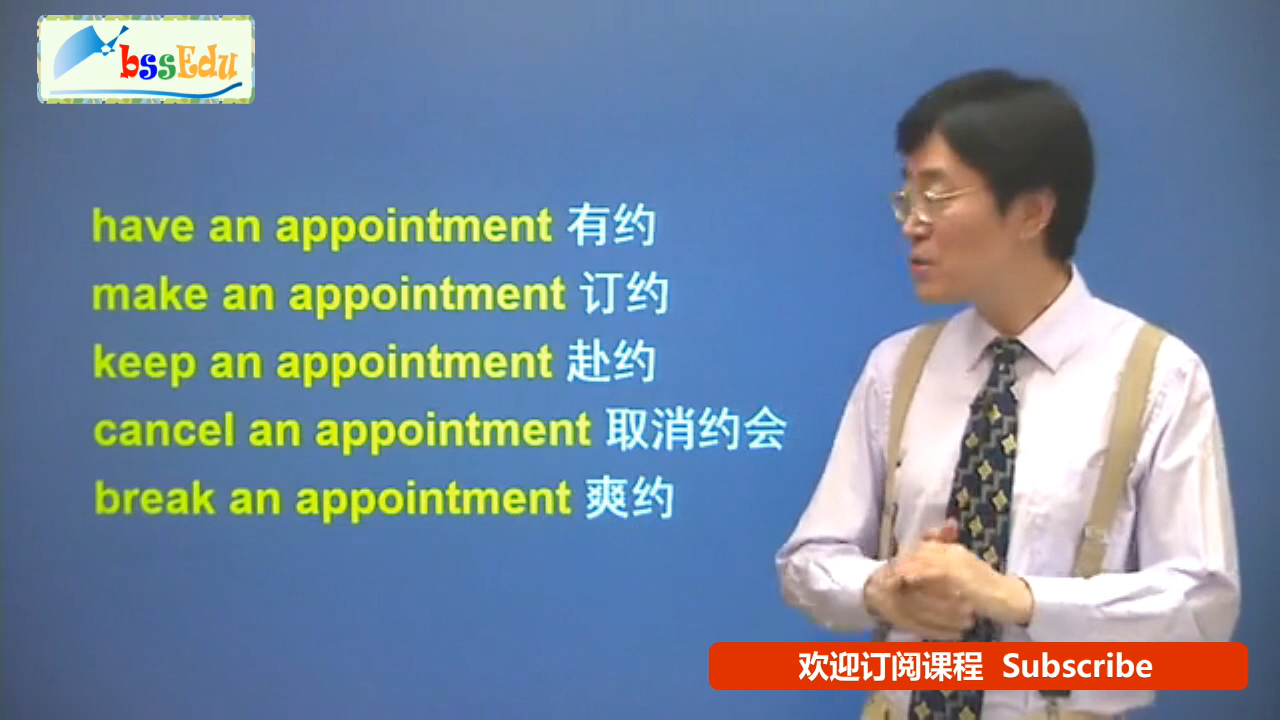 bssEdu
have an appointment 有约
make an appointment 订约
keep an appointment 赴约
cancel an appointment 取消约会
break an appointment 爽约
欢迎订阅课程 Subscribe